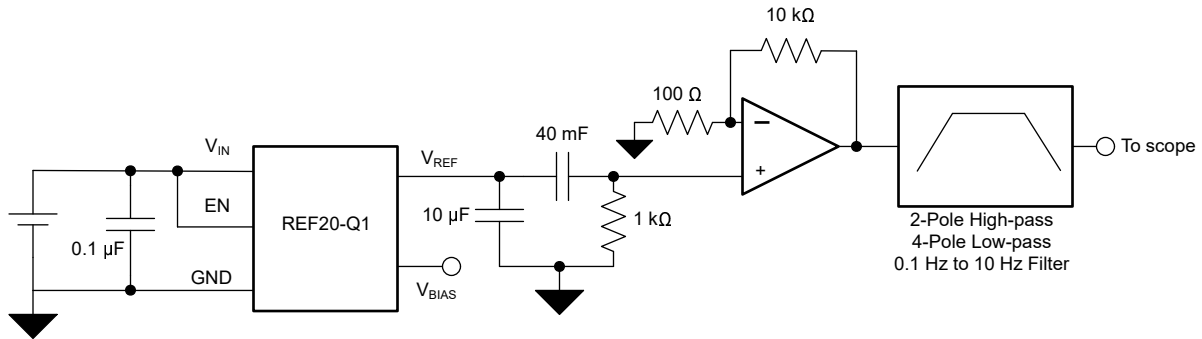 10 kΩ
100 Ω
40 mF
VIN
VREF
To scope
EN
REF20-Q1
10 µF
1 kΩ
0.1 µF
GND
VBIAS
2-Pole High-pass
4-Pole Low-pass
0.1 Hz to 10 Hz Filter
−
+